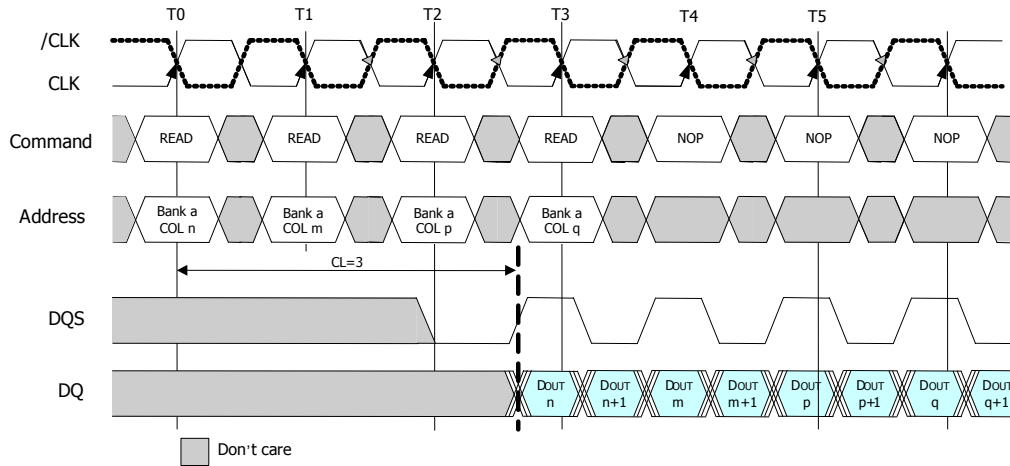 T0 T1 T2 T3 T4 T5
/CLK
CLK
Command READ READ READ READ NOP NOP NOP
Address Bank a COL n Bank a COL m Bank a COL p Bank a COL q
CL=3
DQS
DQ DOUT n DOUT n+1 DOUT m DOUT m+1 DOUT p DOUT p+1 DOUT q DOUT q+1
Don't care